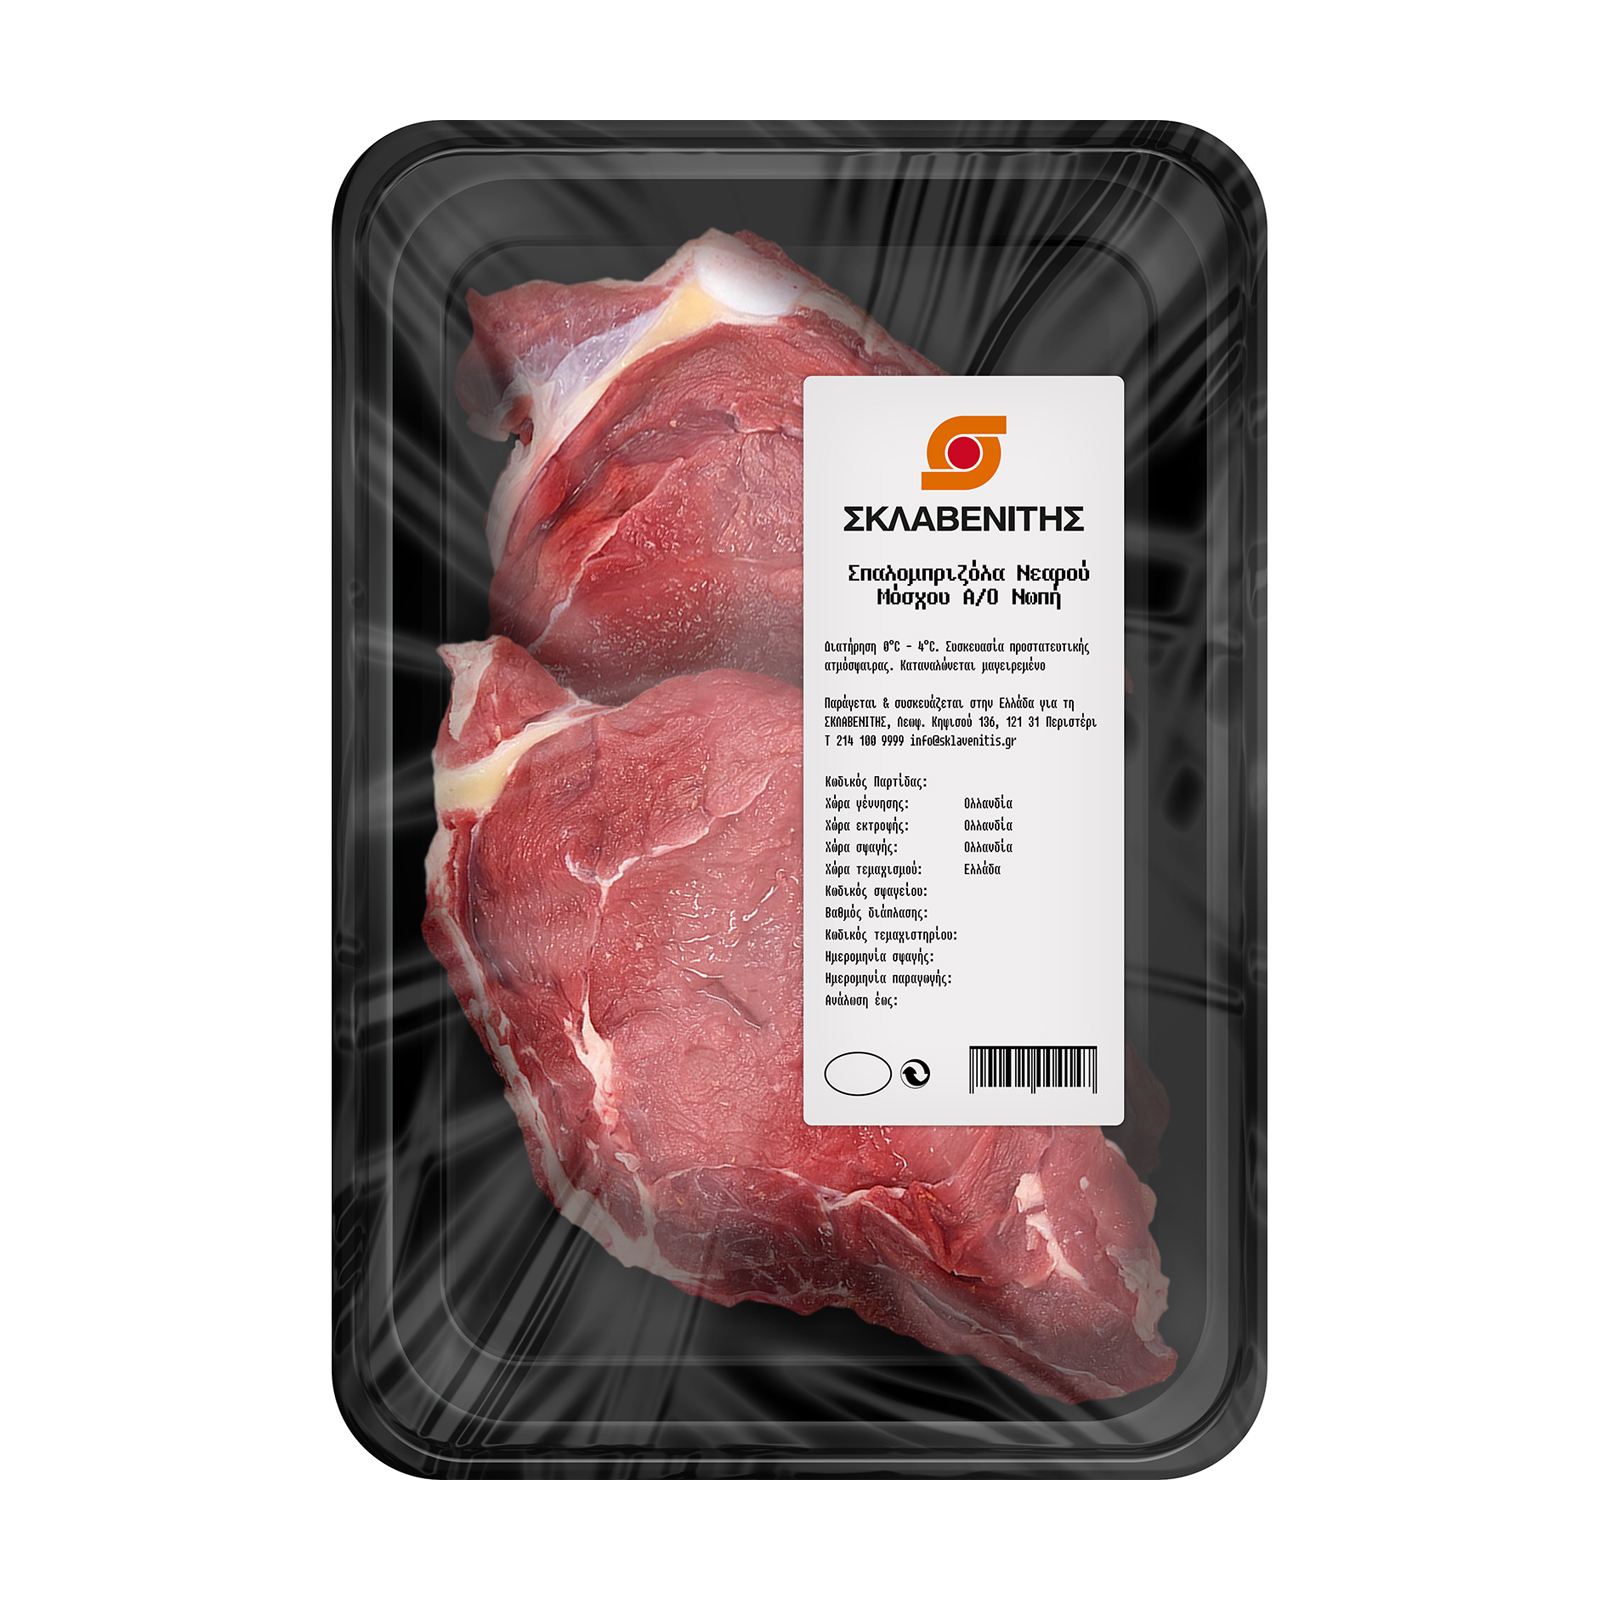 ΣΚΛΑΒΕΝΙΤΗΣ
Σπαλομπριζόλα Νεαρού
Μόσχου Α/Ο Νωπή
Διατήρηση 0°C - 4°C. Συσκευασία προστατευτικής
ατμόσφαιρας. Καταναλώνεται μαγειρεμένο
Παράγεται & συσκευάζεται στην Ελλάδα για τη
ΣΚΛΑΒΕΝΙΤΗΣ, Λεωφ. Κηφισού 136, 121 31 Περιστέρι
Τ 214 100 9999 info@sklavenitis.gr
Κωδικός Παρτίδας:
Χώρα γέννησης: Ολλανδία
Χώρα εκτροφής: Ολλανδία
Χώρα σφαγής: Ολλανδία
Χώρα τεμαχισμού: Ελλάδα
Κωδικός σφαγείου:
Βαθμός διάπλασης:
Κωδικός τεμαχιστηρίου:
Ημερομηνία σφαγής:
Ημερομηνία παραγωγής:
Ανάλωση έως: